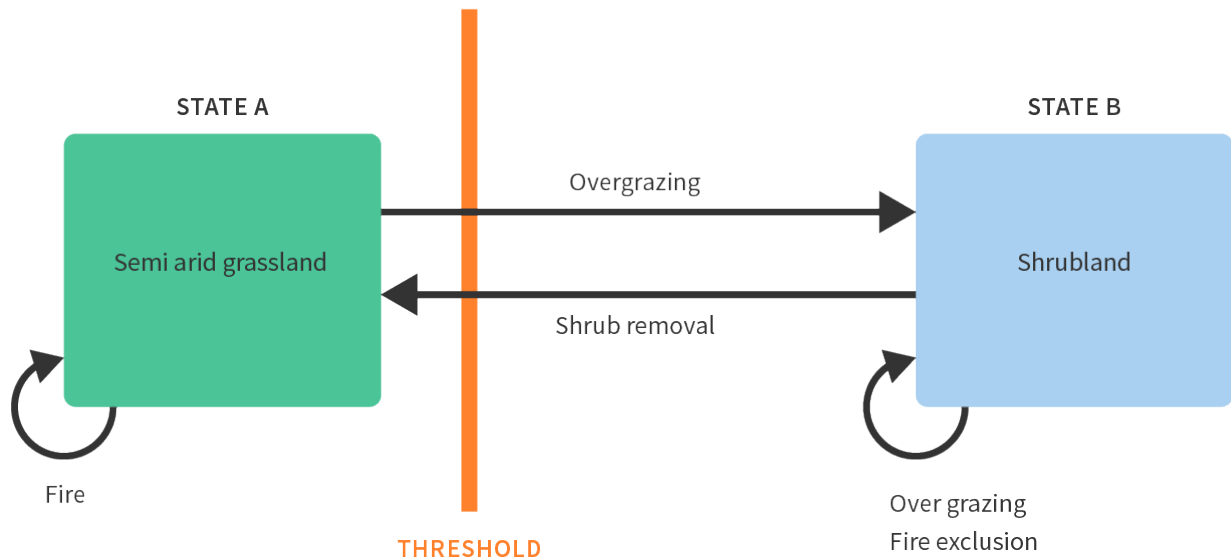 STATE A
STATE B
Overgrazing
Semi arid grassland
Shrubland
Shrub removal
Fire
Over grazing
Fire exclusion
THRESHOLD